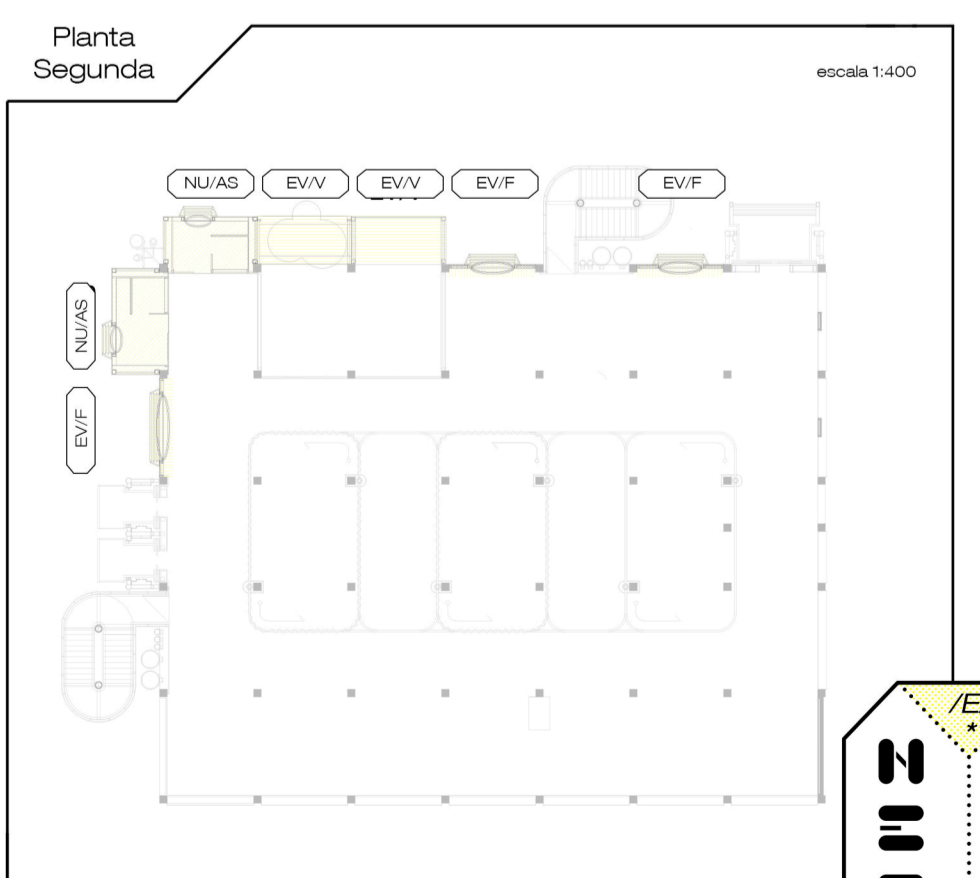 Planta
Segunda
escala 1:400
NU/AS
EV/V
EV/V
EV/F
EV/F
NU/AS
EV/F
/E
*